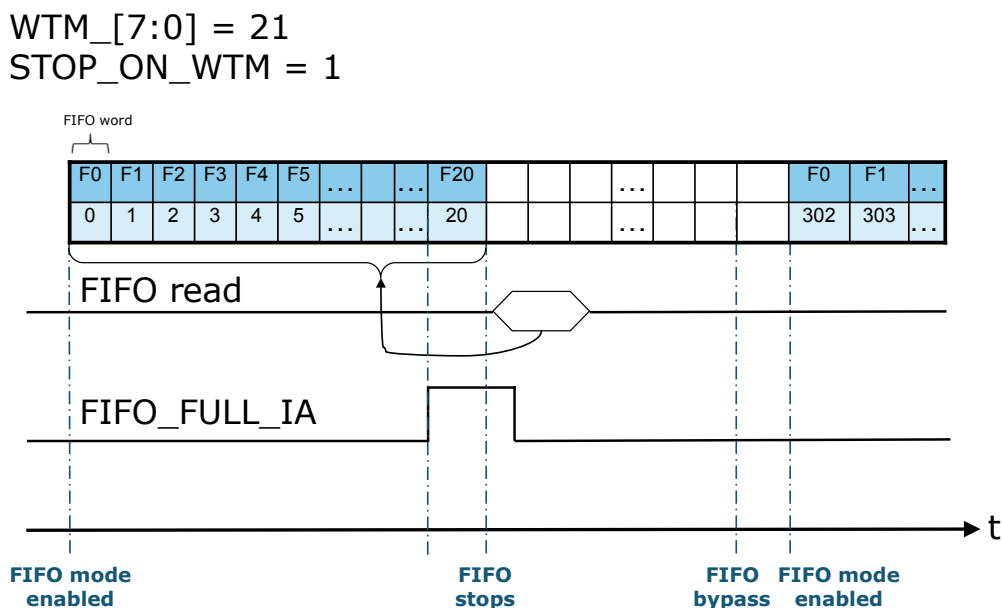 WTM_[7:0] = 21
STOP_ON_WTM = 1
FIFO word
F0 F1 F2 F3 F4 F5 ... ... F20 ... F0 F1 ...
0 1 2 3 4 5 ... ... 20 ... 302 303 ...
FIFO read
FIFO_FULL_IA
t
FIFO mode enabled
FIFO stops
FIFO bypass
FIFO mode enabled